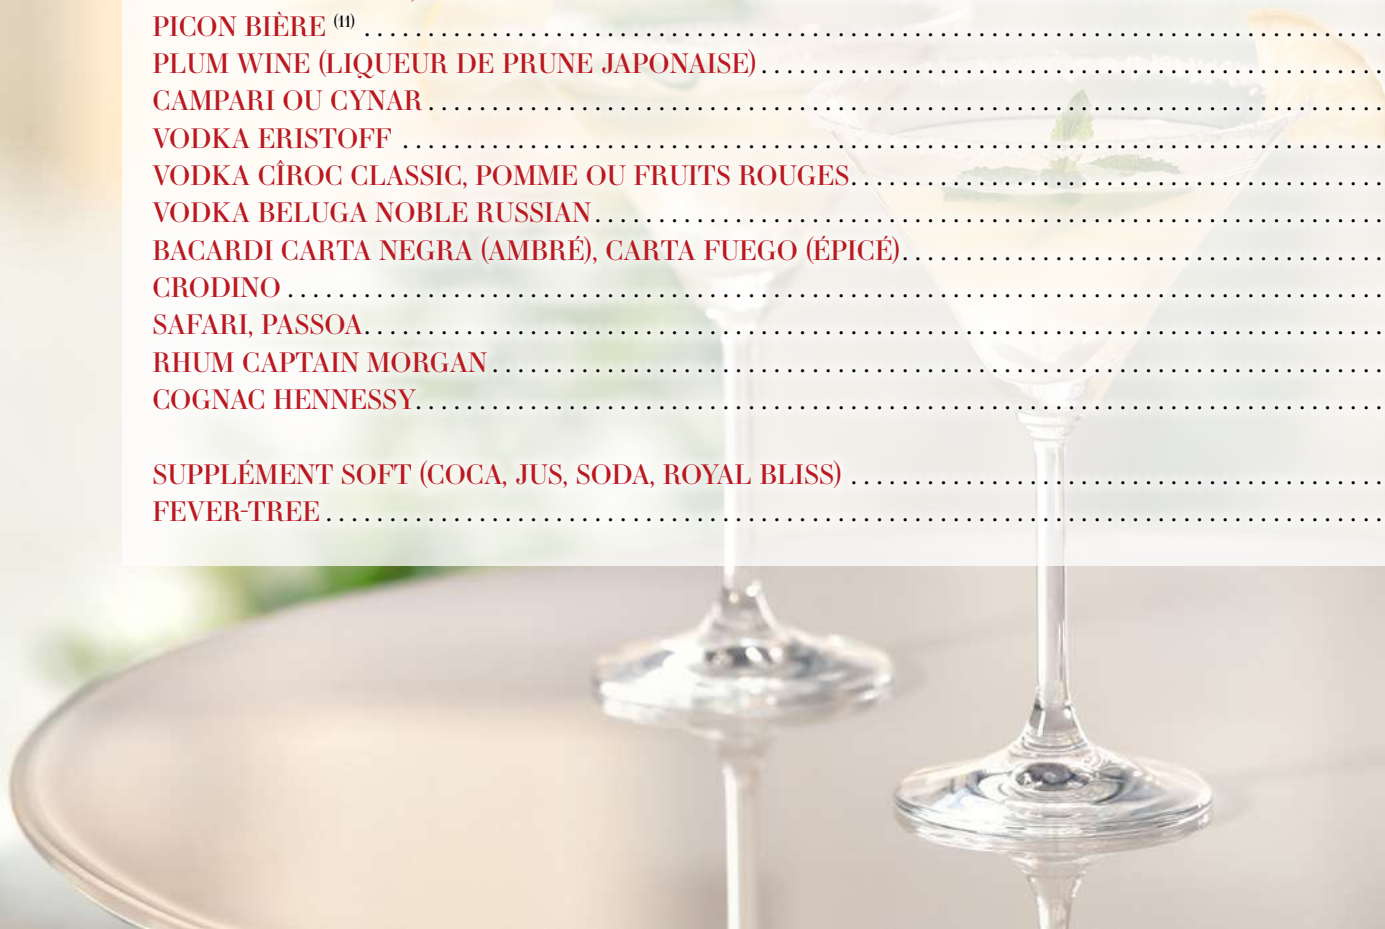 PICON BIÈRE (11) ........................................
PLUM WINE (LIQUEUR DE PRUNE JAPONAISE) ........................................
CAMPARI OU CYNAR ........................................
VODKA ERISTOFF ........................................
VODKA CÎROC CLASSIC, POMME OU FRUITS ROUGES ........................................
VODKA BELUGA NOBLE RUSSIAN ........................................
BACARDI CARTA NEGRA (AMBRÉ), CARTA FUEGO (ÉPICÉ) ........................................
CRODINO ........................................
SAFARI, PASSOA ........................................
RHUM CAPTAIN MORGAN ........................................
COGNAC HENNESSY ........................................
SUPPLÉMENT SOFT (COCA, JUS, SODA, ROYAL BLISS) ........................................
FEVER-TREE ........................................